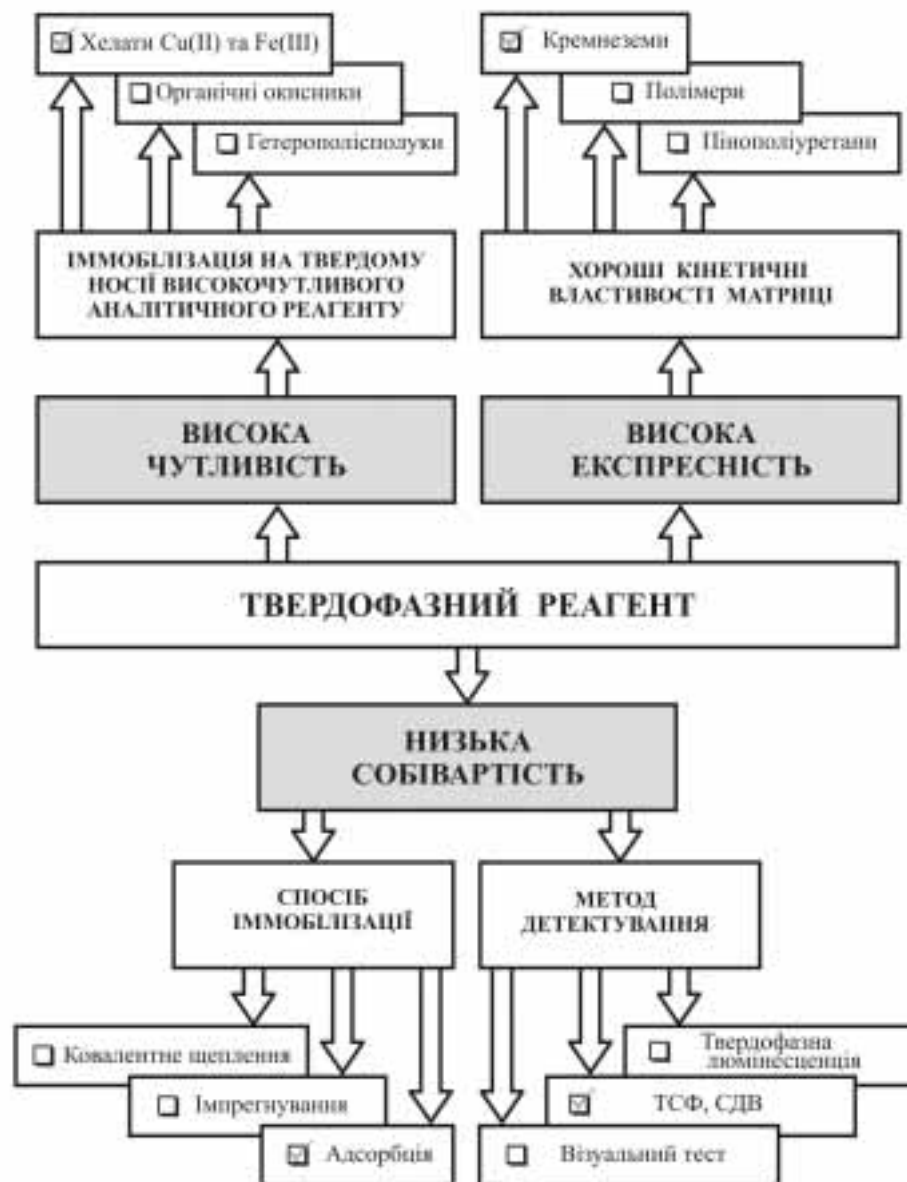 Хелати Cu(II) та Fe(III)
Органічні окисники
Гетерополісполуки
Кремнеземи
Полімери
Пінополіуретани
ІММОБІЛІЗАЦІЯ НА ТВЕРДОМУ
НОСІЇ ВИСОКОЧУТЛИВОГО
АНАЛІТИЧНОГО РЕАГЕНТУ
ХОРОШІ КІНЕТИЧНІ
ВЛАСТИВОСТІ МАТРИЦІ
ВИСОКА
ЧУТЛИВІСТЬ
ВИСОКА
ЕКСПРЕСНІСТЬ
ТВЕРДОФАЗНИЙ РЕАГЕНТ
НИЗЬКА
СОБІВАРТІСТЬ
СПОСІБ
ІММОБІЛІЗАЦІЇ
МЕТОД
ДЕТЕКТУВАННЯ
Ковалентне щеплення
Імпрегнування
Адсорбція
Твердофазна
люмінесценція
ТСФ, СДВ
Візуальний тест